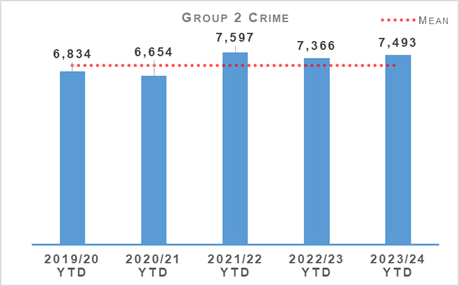 Group 2 Crime
Mean
6,834
6,654
7,597
7,366
7,493
2019/20 YTD
2020/21 YTD
2021/22 YTD
2022/23 YTD
2023/24 YTD